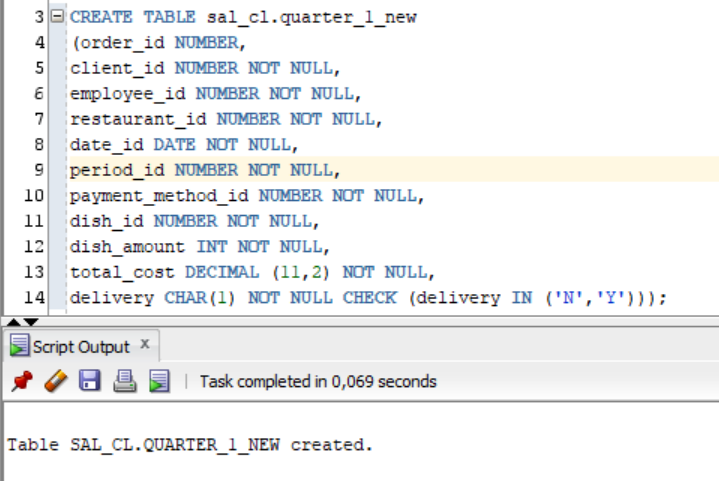 3 CREATE TABLE sal_cl.quarter_1_new
4 (order_id NUMBER,
5 client_id NUMBER NOT NULL,
6 employee_id NUMBER NOT NULL,
7 restaurant_id NUMBER NOT NULL,
8 date_id DATE NOT NULL,
9 period_id NUMBER NOT NULL,
10 payment_method_id NUMBER NOT NULL,
11 dish_id NUMBER NOT NULL,
12 dish_amount INT NOT NULL,
13 total_cost DECIMAL (11,2) NOT NULL,
14 delivery CHAR(1) NOT NULL CHECK (delivery IN ('N','Y')));
Script Output x
| Task completed in 0,069 seconds
Table SAL_CL.QUARTER_1_NEW created.